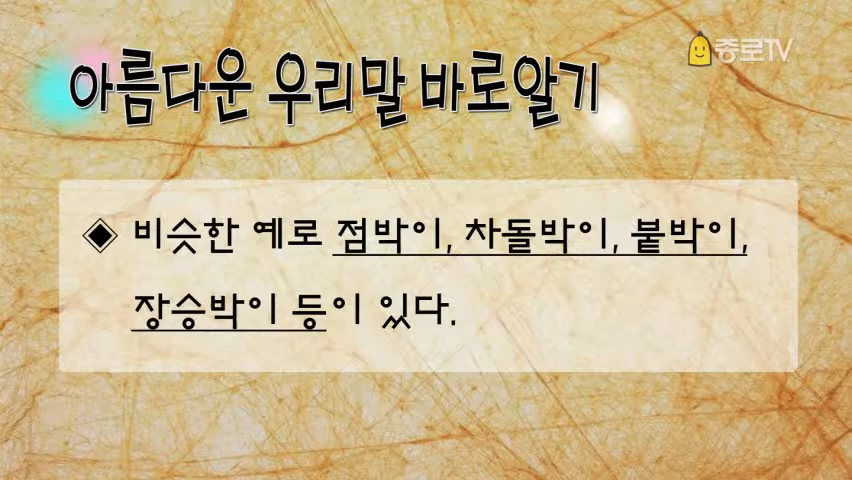 종로TV
아름다운 우리말 바로알기
◈ 비슷한 예로 점박이, 차돌박이, 붙박이,
장승박이 등이 있다.